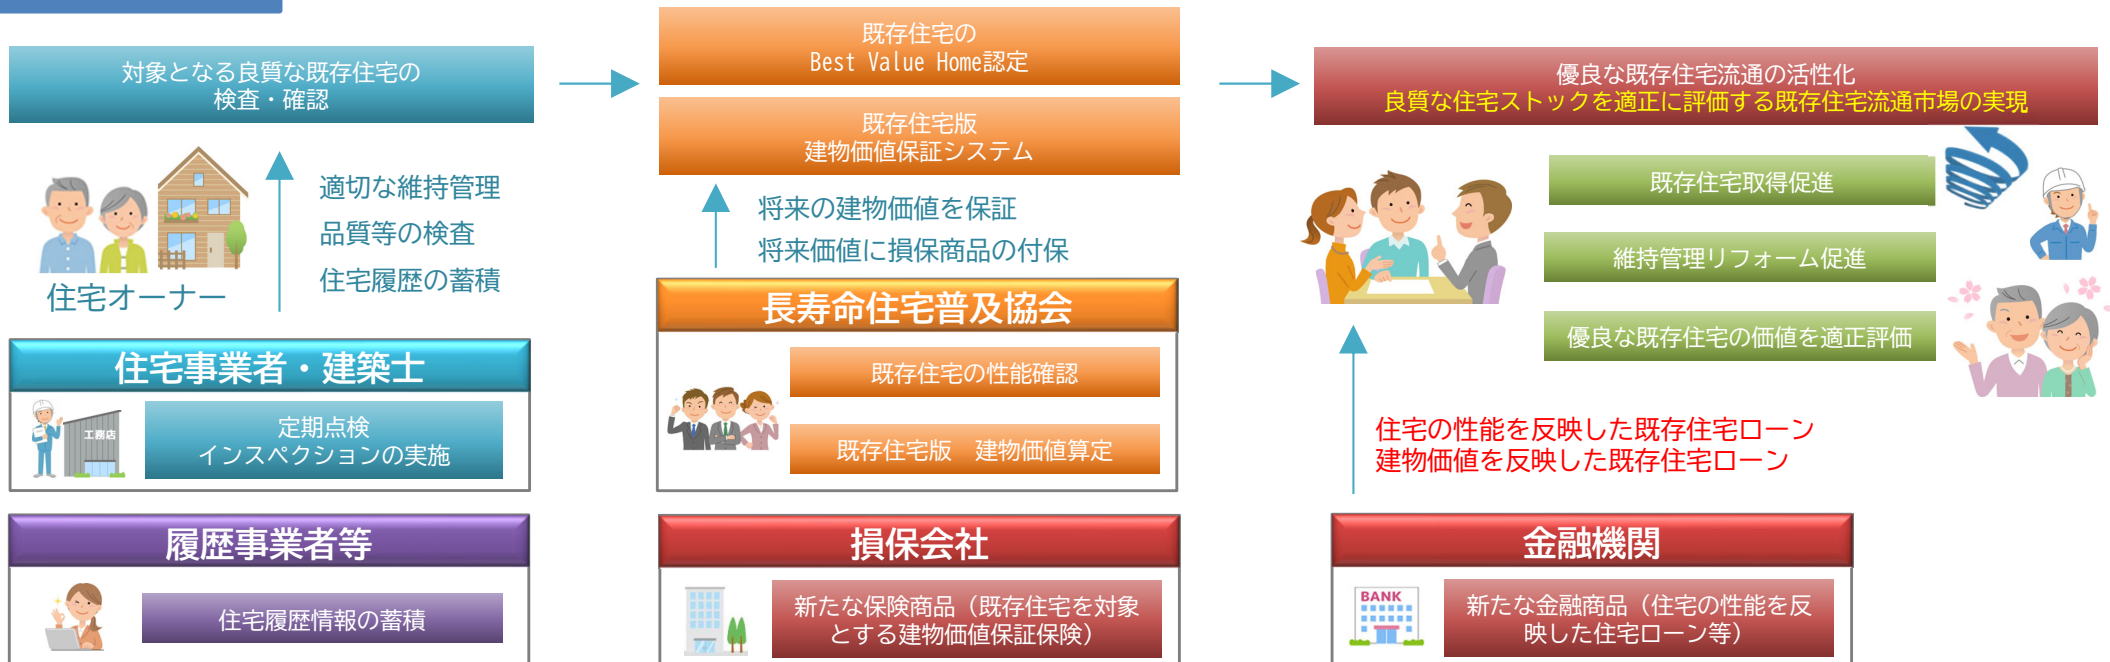 対象となる良質な既存住宅の
検査・確認
適切な維持管理
品質等の検査
住宅履歴の蓄積
住宅オーナー
住宅事業者・建築士
工務店
定期点検
インスペクションの実施
履歴事業者等
住宅履歴情報の蓄積
既存住宅の
Best Value Home認定
既存住宅版
建物価値保証システム
将来の建物価値を保証
将来価値に損保商品の付保
長寿命住宅普及協会
既存住宅の性能確認
既存住宅版　建物価値算定
損保会社
新たな保険商品（既存住宅を対象
とする建物価値保証保険）
優良な既存住宅流通の活性化
良質な住宅ストックを適正に評価する既存住宅流通市場の実現
既存住宅取得促進
維持管理リフォーム促進
優良な既存住宅の価値を適正評価
住宅の性能を反映した既存住宅ローン
建物価値を反映した既存住宅ローン
金融機関
BANK
新たな金融商品（住宅の性能を反
映した住宅ローン等）